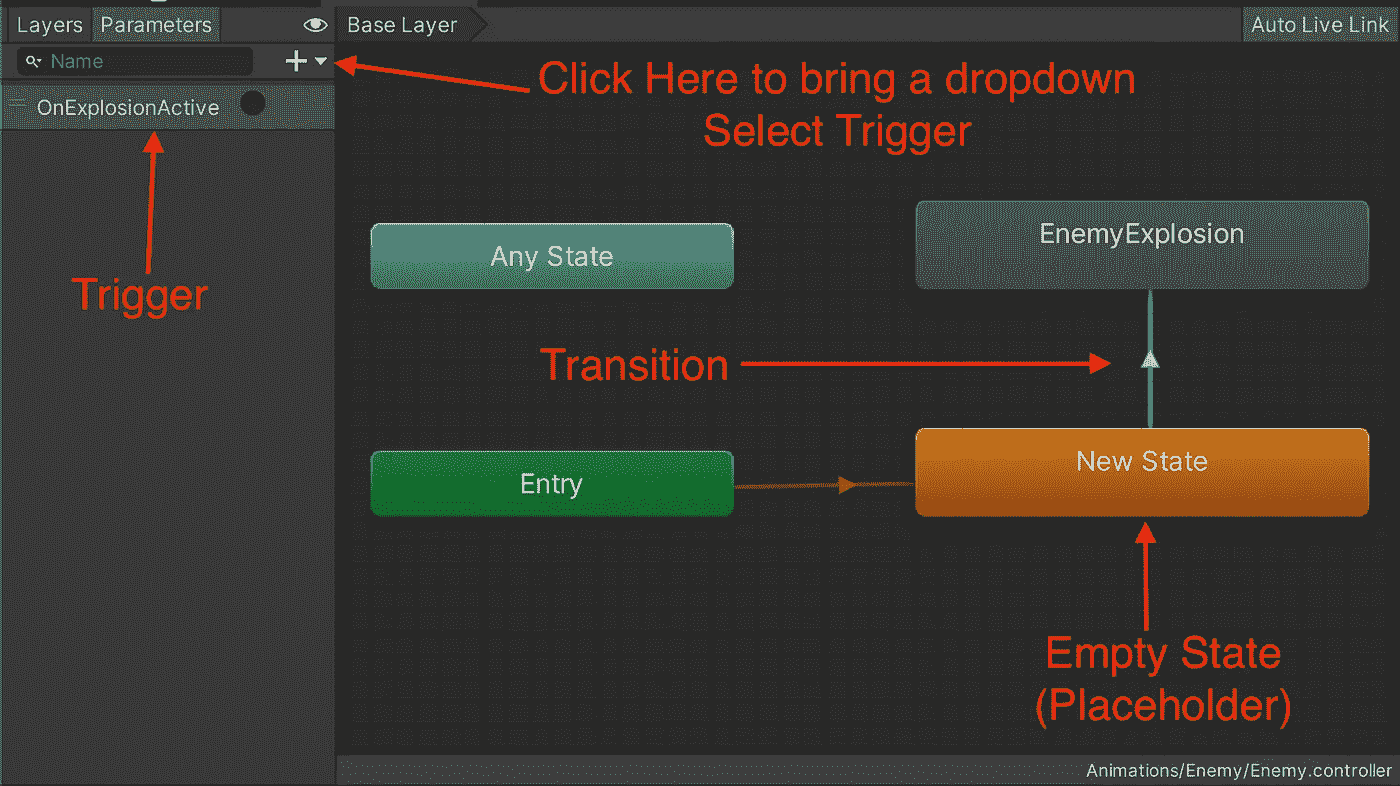 Layers Parameters Base Layer Auto Live Link
Name
OnExplosionActive
Click Here to bring a dropdown
Select Trigger
Any State
EnemyExplosion
Trigger
Transition
Entry
New State
Empty State
(Placeholder)
Animations/Enemy/Enemy.controller